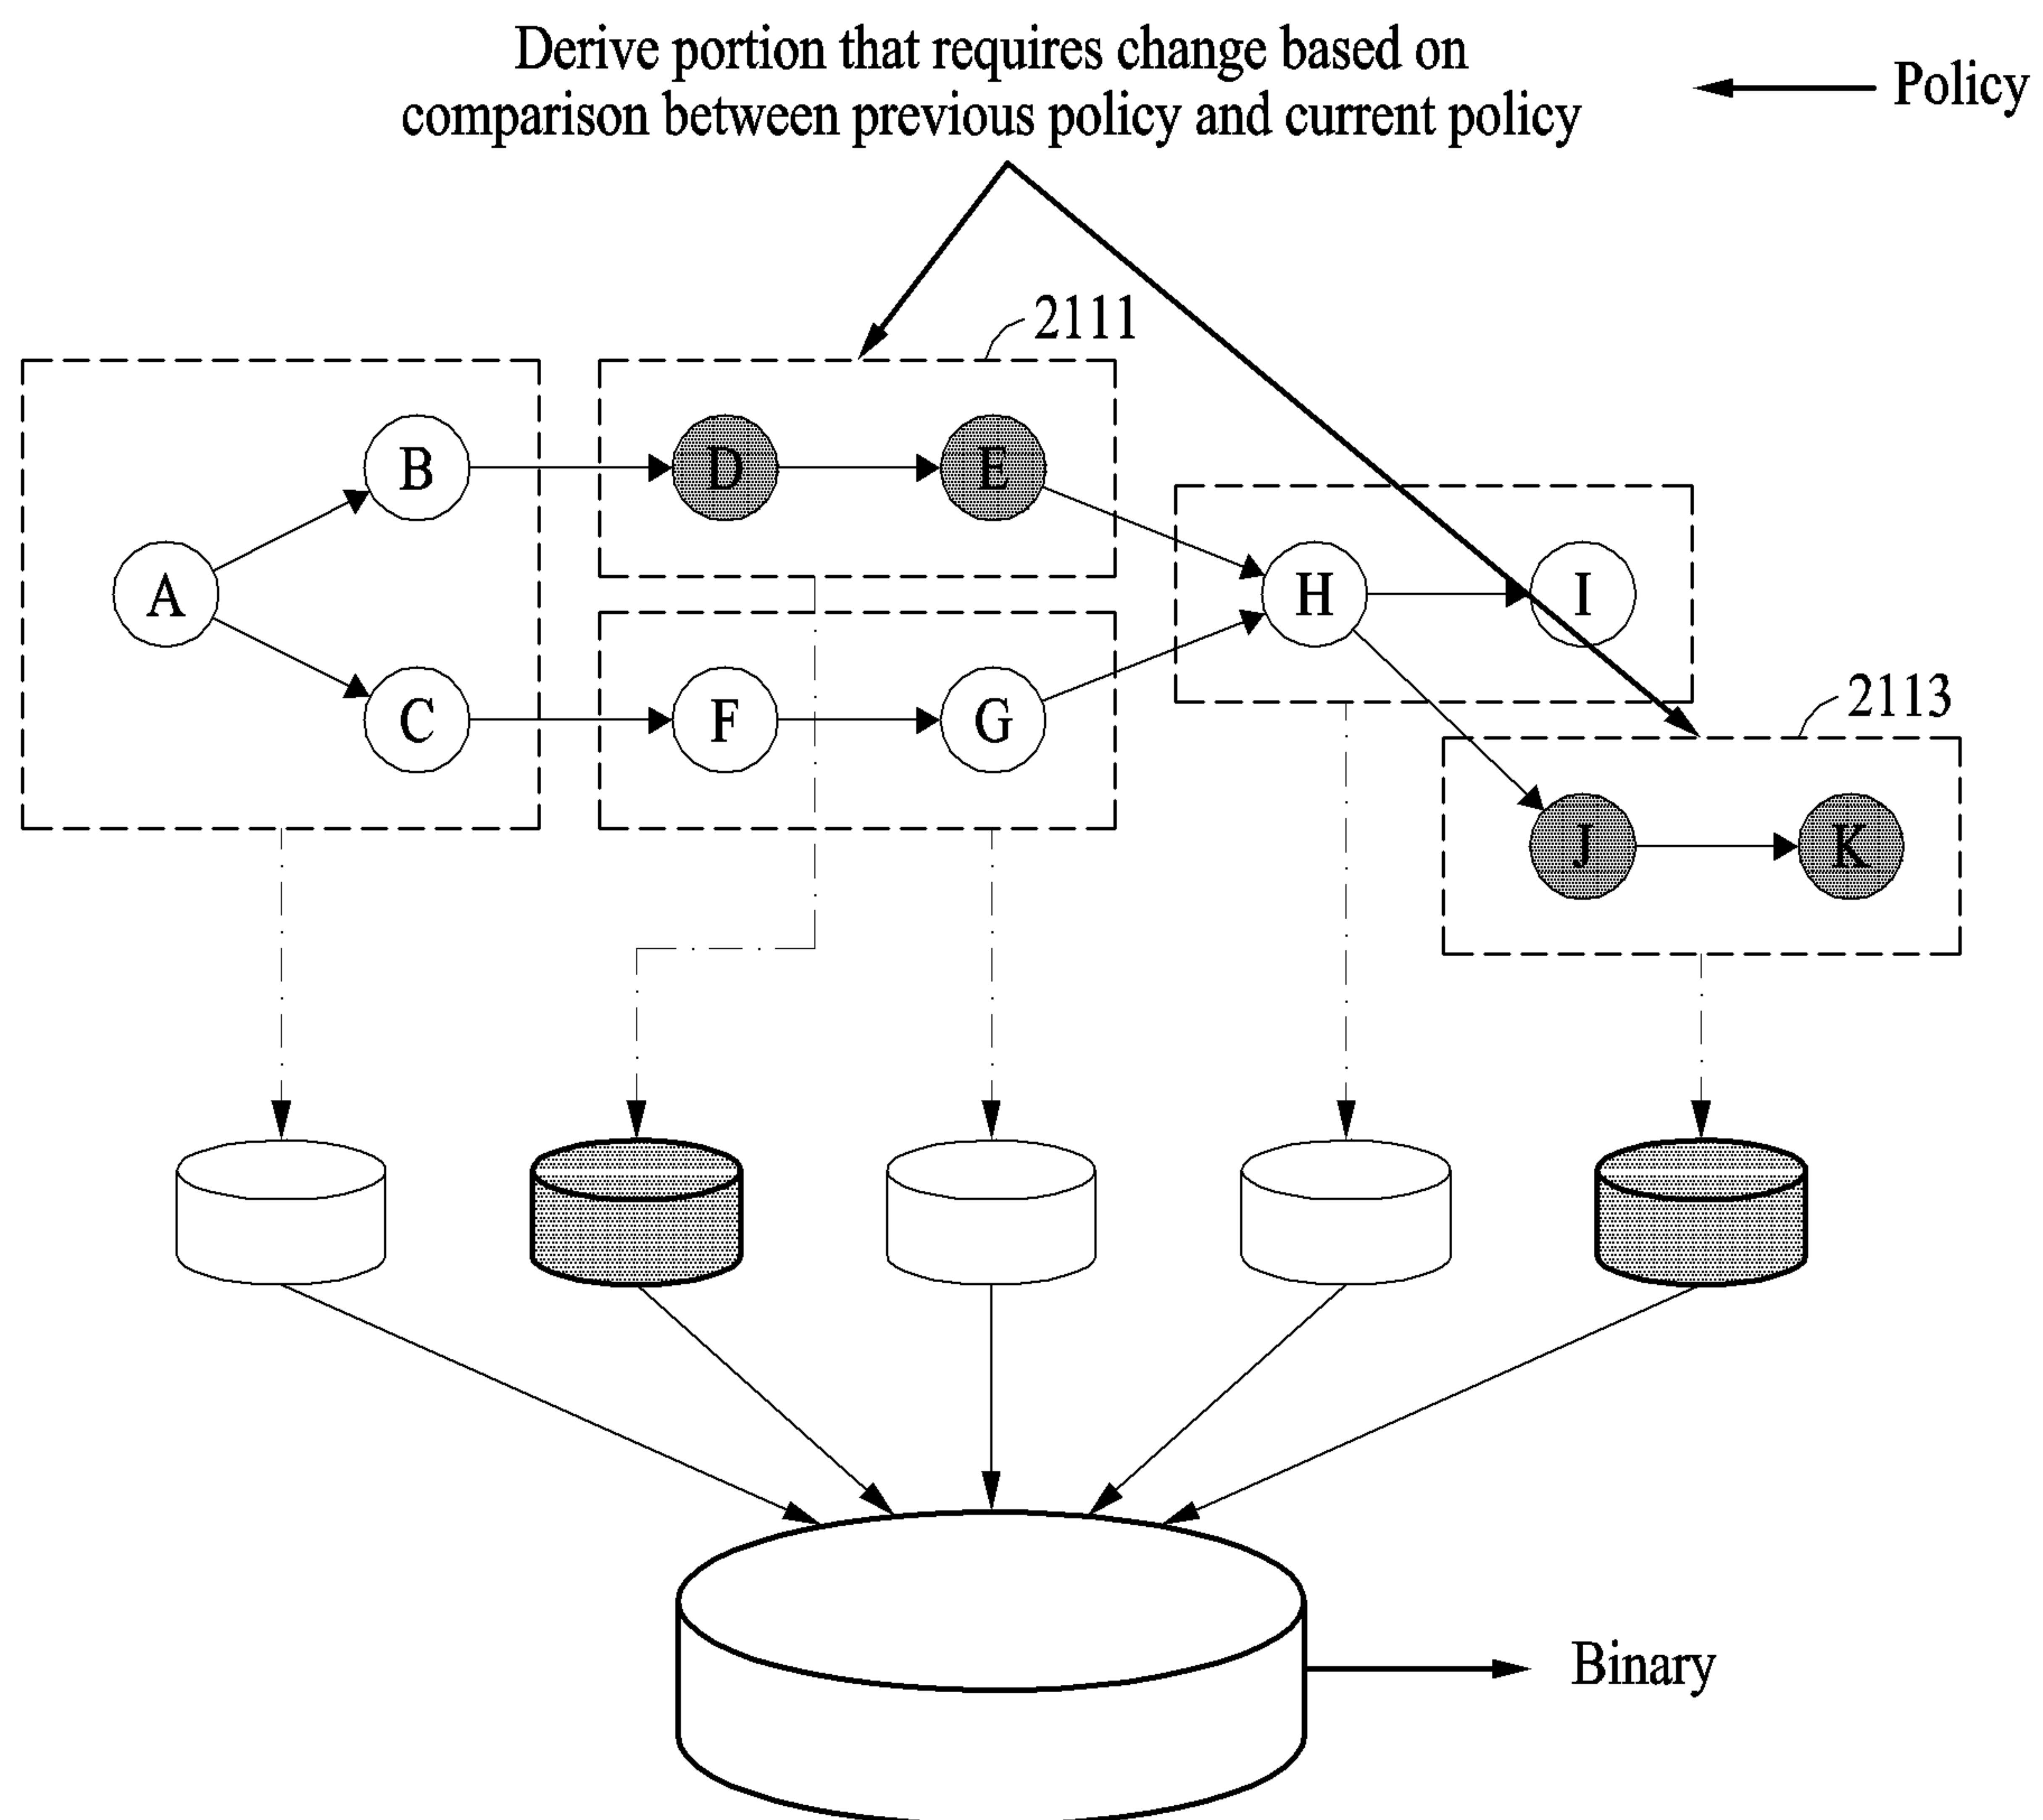 Derive portion that requires change based on
comparison between previous policy and current policy
Policy
2111
B
D
E
A
H
I
C
F
G
2113
J
K
Binary